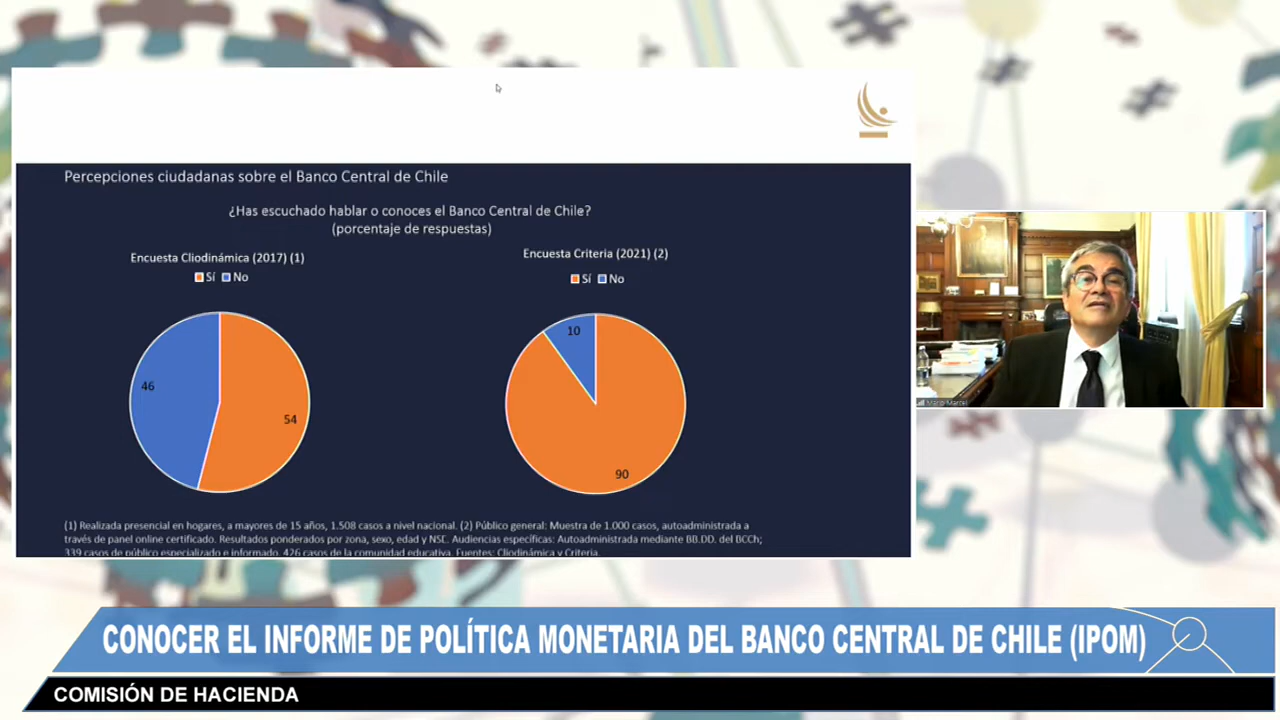 Percepciones ciudadanas sobre el Banco Central de Chile
¿Has escuchado hablar o conoces el Banco Central de Chile?
(porcentaje de respuestas)
Encuesta Cliodinámica (2017) (1)
Sí No
46
54
Encuesta Criteria (2021) (2)
Sí No
10
90
(1) Realizada presencial en hogares, a mayores de 15 años, 1.508 casos a nivel nacional. (2) Público general: Muestra de 1.000 casos, autoadministrada a
través de panel online certificado. Resultados ponderados por zona, sexo, edad y NSE. Audiencias específicas: Autoadministrada mediante BB.DD. del BCCh;
339 casos de público especializado e informado, 426 casos de la comunidad educativa. Fuentes: Cliodinámica y Criteria.
Mario Marcel
CONOCER EL INFORME DE POLÍTICA MONETARIA DEL BANCO CENTRAL DE CHILE (IPOM)
COMISIÓN DE HACIENDA